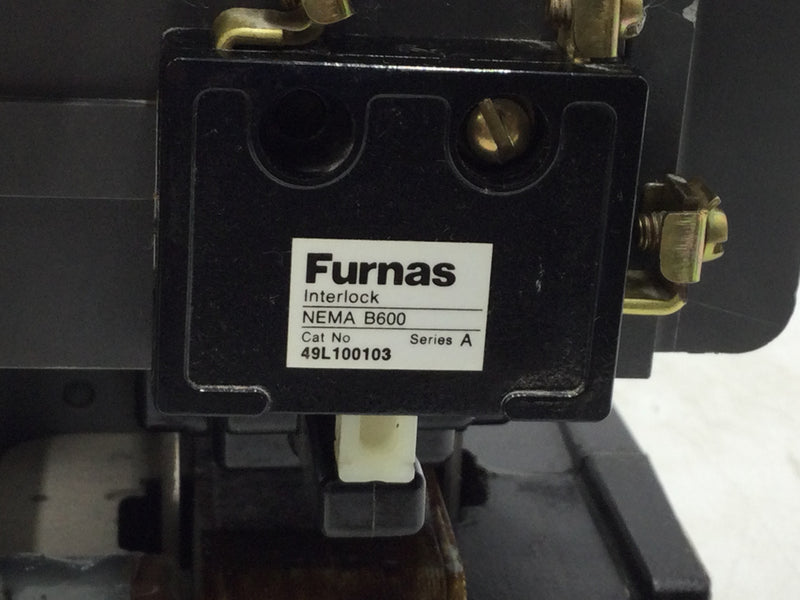 Furnas
Interlock
NEMA B600
Cat No Series A
49L100103